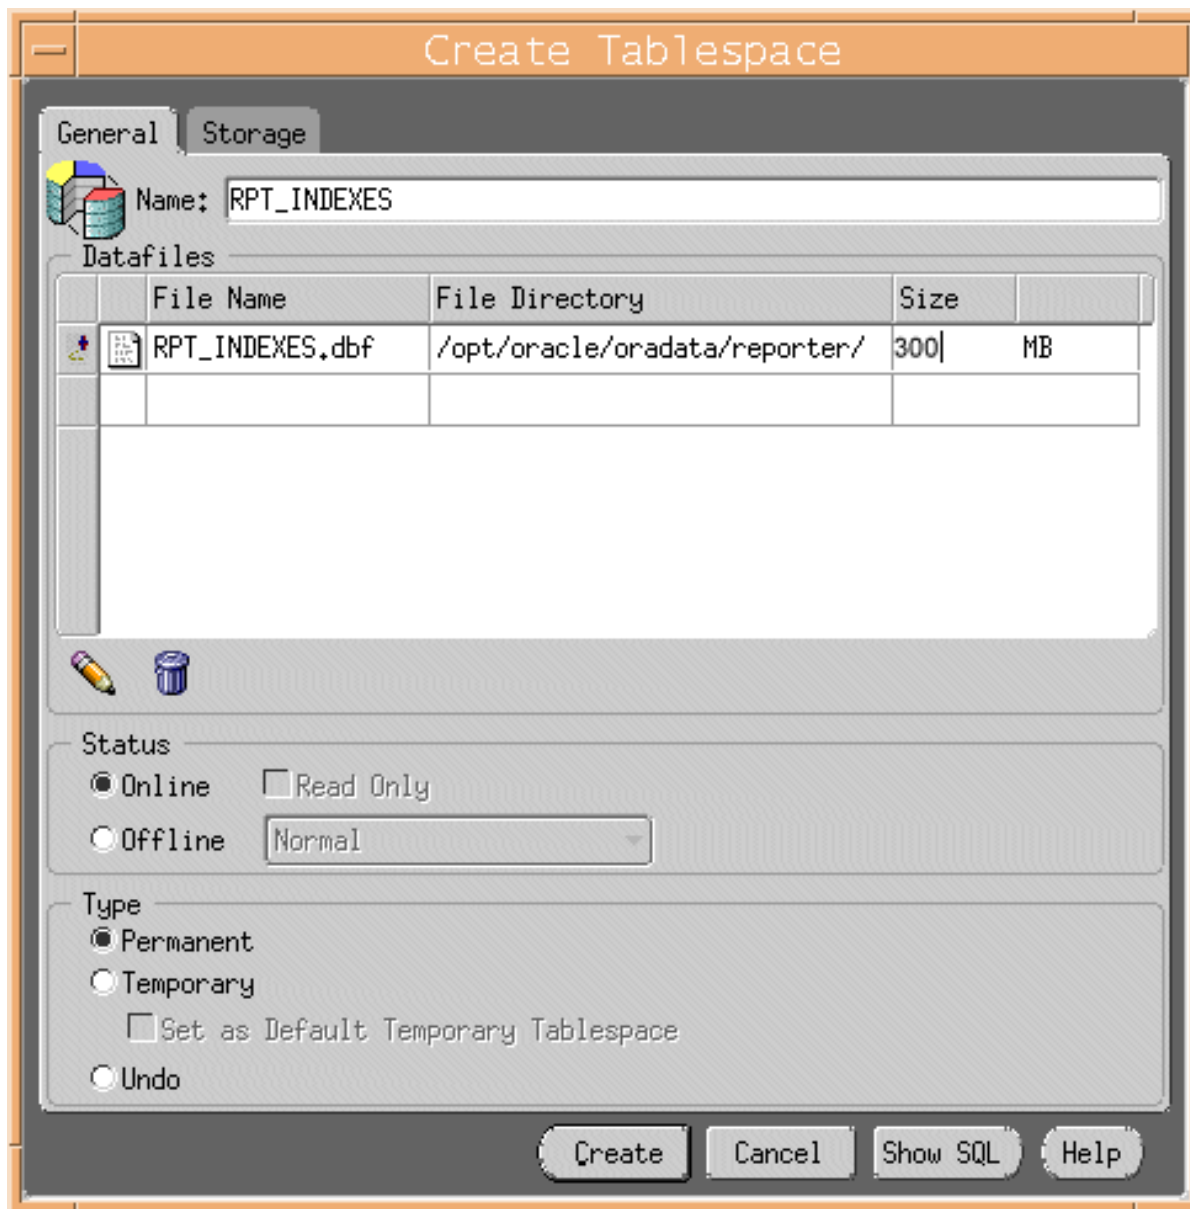 Create Tablespace
General Storage
Name: RPT_INDEXES
Datafiles
File Name File Directory Size
RPT_INDEXES.dbf /opt/oracle/oradata/reporter/ 300 MB
Status
Online Read Only
Offline Normal
Type
Permanent
Temporary
Set as Default Temporary Tablespace
Undo
Create Cancel Show SQL Help